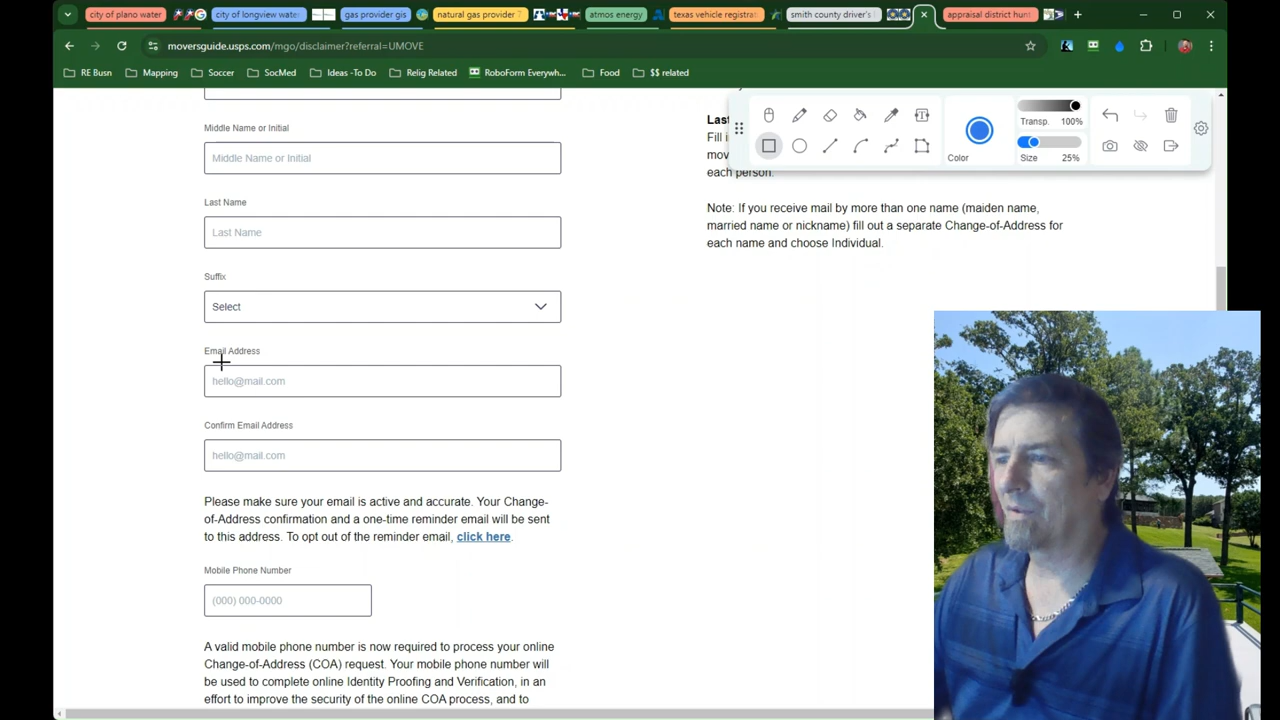 city of plano water
city of longview water
gas provider gis
natural gas provider 7
atmos energy
texas vehicle registrat
smith county driver's l
appraisal district hunt
moversguide.usps.com/mgo/disclaimer?referral=UMOVE
RE Busn
Mapping
Soccer
SocMed
Ideas -To Do
Relig Related
RoboForm Everywh...
Food
$$ related
Transp. 100%
Color
Size 25%
Middle Name or Initial
Middle Name or Initial
Last Name
Last Name
Suffix
Select
Email Address
hello@mail.com
Confirm Email Address
hello@mail.com
Please make sure your email is active and accurate. Your Change-
of-Address confirmation and a one-time reminder email will be sent
to this address. To opt out of the reminder email, click here.
Mobile Phone Number
(000) 000-0000
A valid mobile phone number is now required to process your online
Change-of-Address (COA) request. Your mobile phone number will
be used to complete online Identity Proofing and Verification, in an
effort to improve the security of the online COA process, and to
Last
Fill i
mov
each person.
Note: If you receive mail by more than one name (maiden name,
married name or nickname) fill out a separate Change-of-Address for
each name and choose Individual.